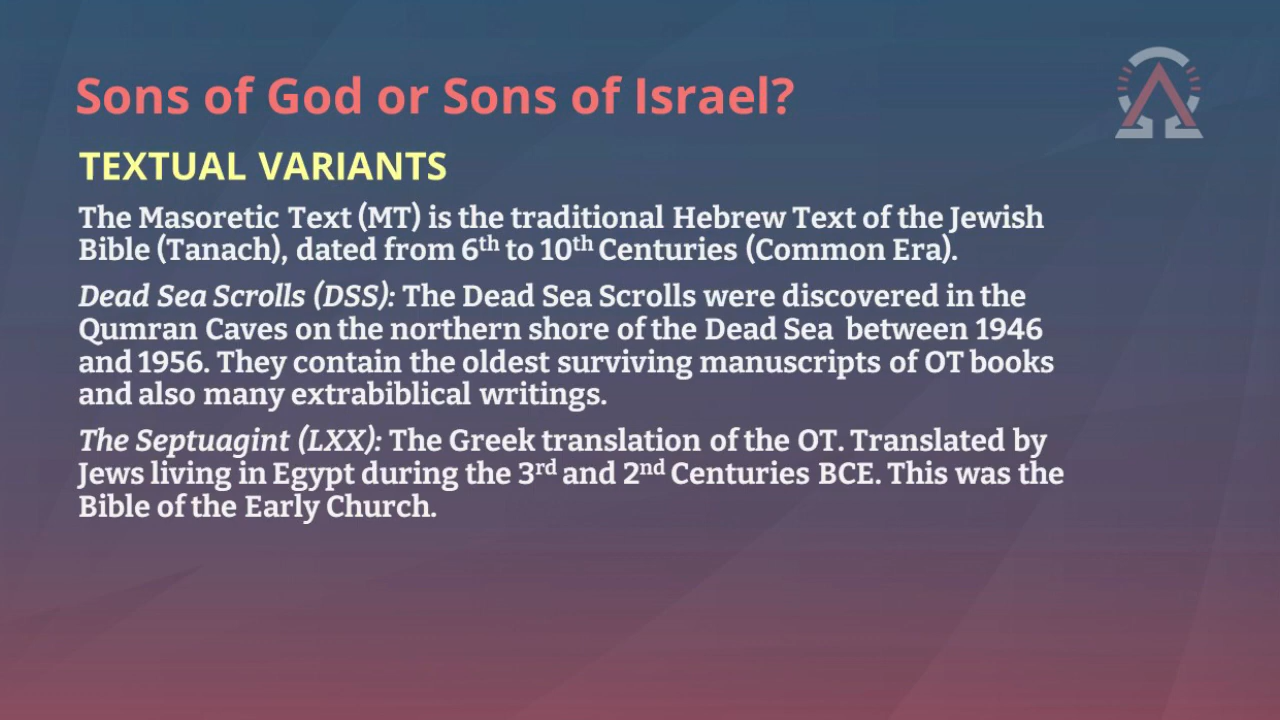 Sons of God or Sons of Israel?
TEXTUAL VARIANTS
The Masoretic Text (MT) is the traditional Hebrew Text of the Jewish
Bible (Tanach), dated from 6th to 10th Centuries (Common Era).
Dead Sea Scrolls (DSS): The Dead Sea Scrolls were discovered in the
Qumran Caves on the northern shore of the Dead Sea between 1946
and 1956. They contain the oldest surviving manuscripts of OT books
and also many extrabiblical writings.
The Septuagint (LXX): The Greek translation of the OT. Translated by
Jews living in Egypt during the 3rd and 2nd Centuries BCE. This was the
Bible of the Early Church.